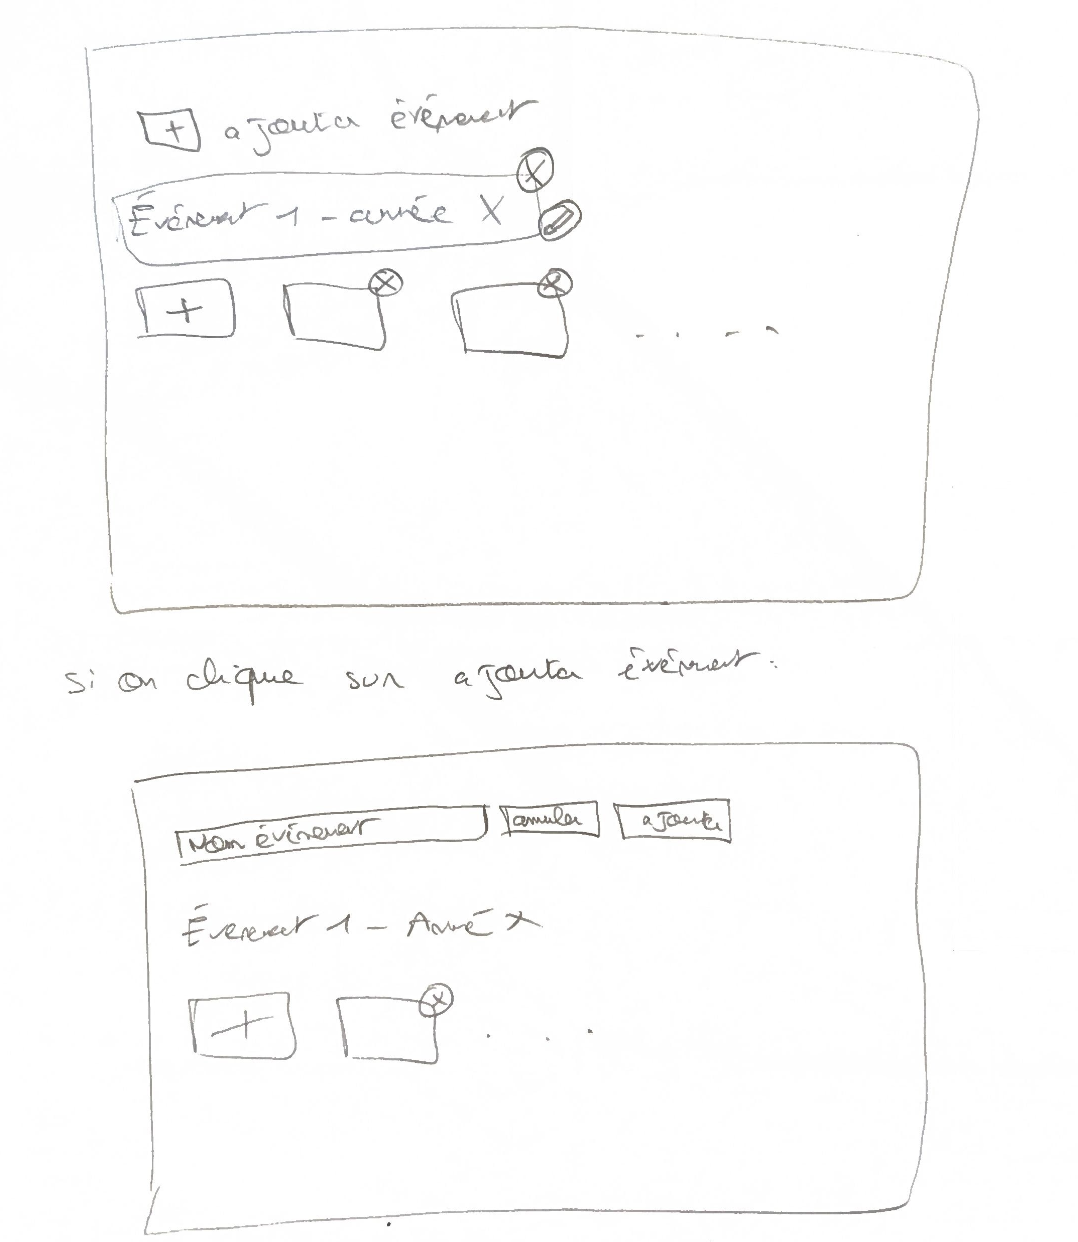 + ajouter événement
Événement 1 - année X
+
si on clique sur ajouter événement.
Nom événement annuler ajouter
Événement 1 - Année X
+